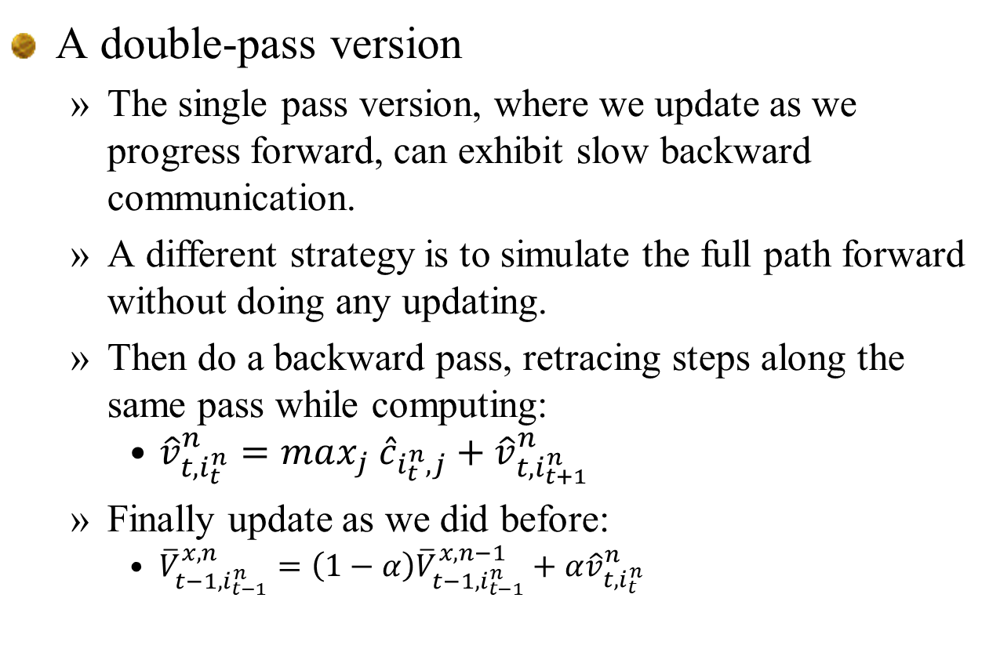 A double-pass version
» The single pass version, where we update as we
progress forward, can exhibit slow backward
communication.
» A different strategy is to simulate the full path forward
without doing any updating.
» Then do a backward pass, retracing steps along the
same pass while computing:
• $\hat{v}^n_{t,i^n_t} = max_j \, \hat{c}_{i^n_t,j} + \hat{v}^n_{t,i^n_{t+1}}$
» Finally update as we did before:
• $\bar{V}^{x,n}_{t-1,i^n_{t-1}} = (1 - \alpha)\bar{V}^{x,n-1}_{t-1,i^n_{t-1}} + \alpha\hat{v}^n_{t,i^n_t}$